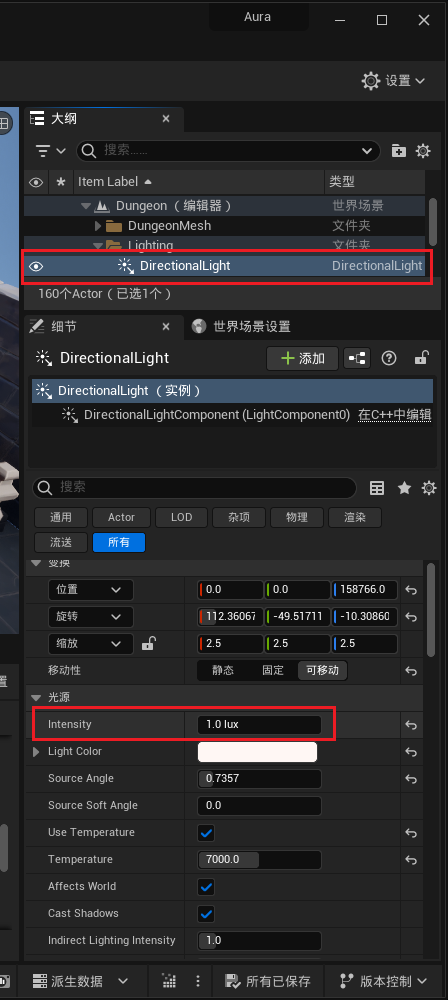 Aura
设置
大纲
搜索......
Item Label 类型
Dungeon（编辑器） 世界场景
DungeonMesh 文件夹
Lighting 文件夹
DirectionalLight DirectionalLight
160个Actor（已选1个）
细节 世界场景设置
DirectionalLight 添加
DirectionalLight（实例）
DirectionalLightComponent (LightComponent0) 在C++中编辑
搜索
通用 Actor LOD 杂项 物理 渲染
流送 所有
变换
位置 0.0 0.0 158766.0
旋转 112.36067 -49.51711 -10.30860
缩放 2.5 2.5 2.5
移动性 静态 固定 可移动
置
光源
Intensity 1.0 lux
Light Color
Source Angle 0.7357
Source Soft Angle 0.0
Use Temperature
Temperature 7000.0
Affects World
Cast Shadows
Indirect Lighting Intensity 1.0
派生数据 所有已保存 版本控制